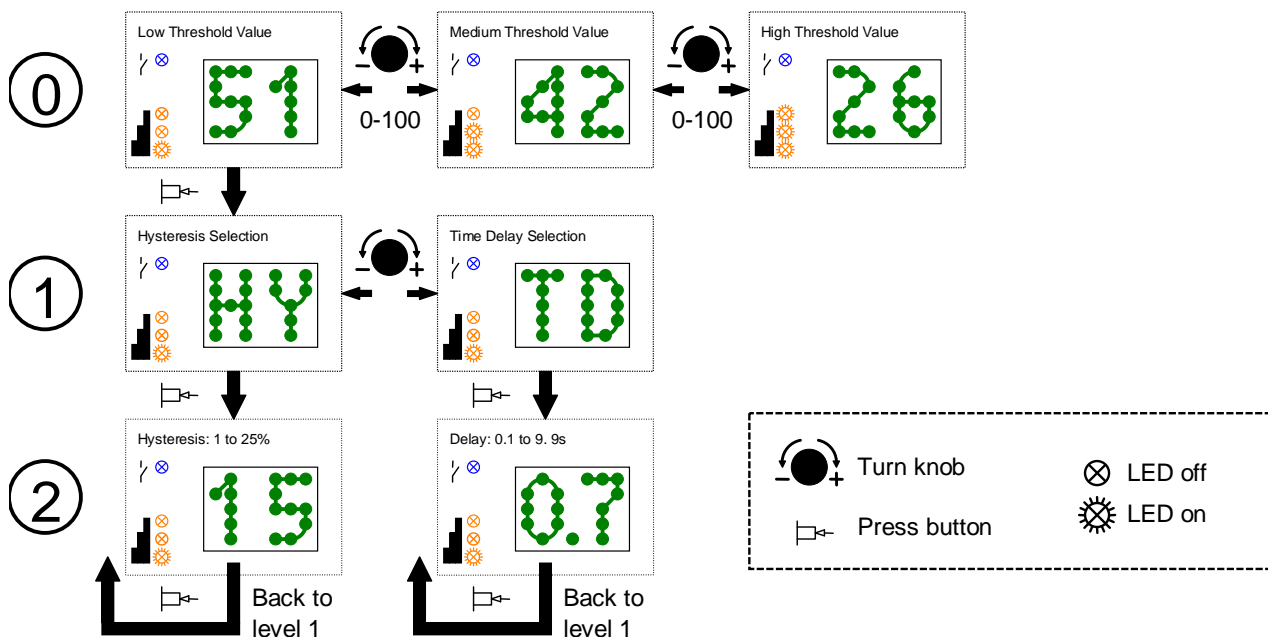 Low Threshold Value
Medium Threshold Value
High Threshold Value
0
51
- +
0-100
42
- +
0-100
26
Hysteresis Selection
Time Delay Selection
1
HY
- +
TD
Hysteresis: 1 to 25%
Delay: 0.1 to 9. 9s
2
15
0.7
Back to
level 1
Back to
level 1
- +
Turn knob
LED off
Press button
LED on